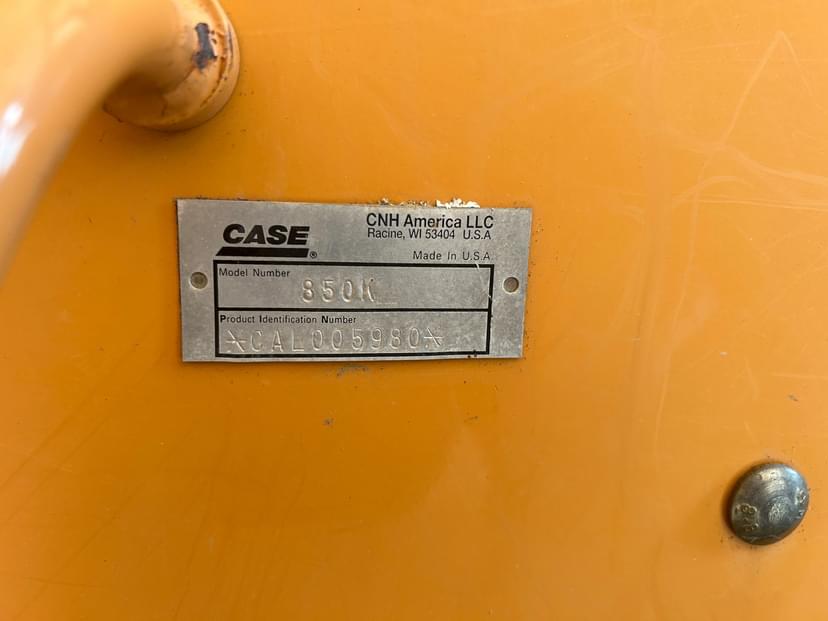 CASE®
CNH America LLC
Racine, WI 53404 U.S.A
Made In U.S.A.
Model Number
850K
Product Identification Number
*CAL005980*